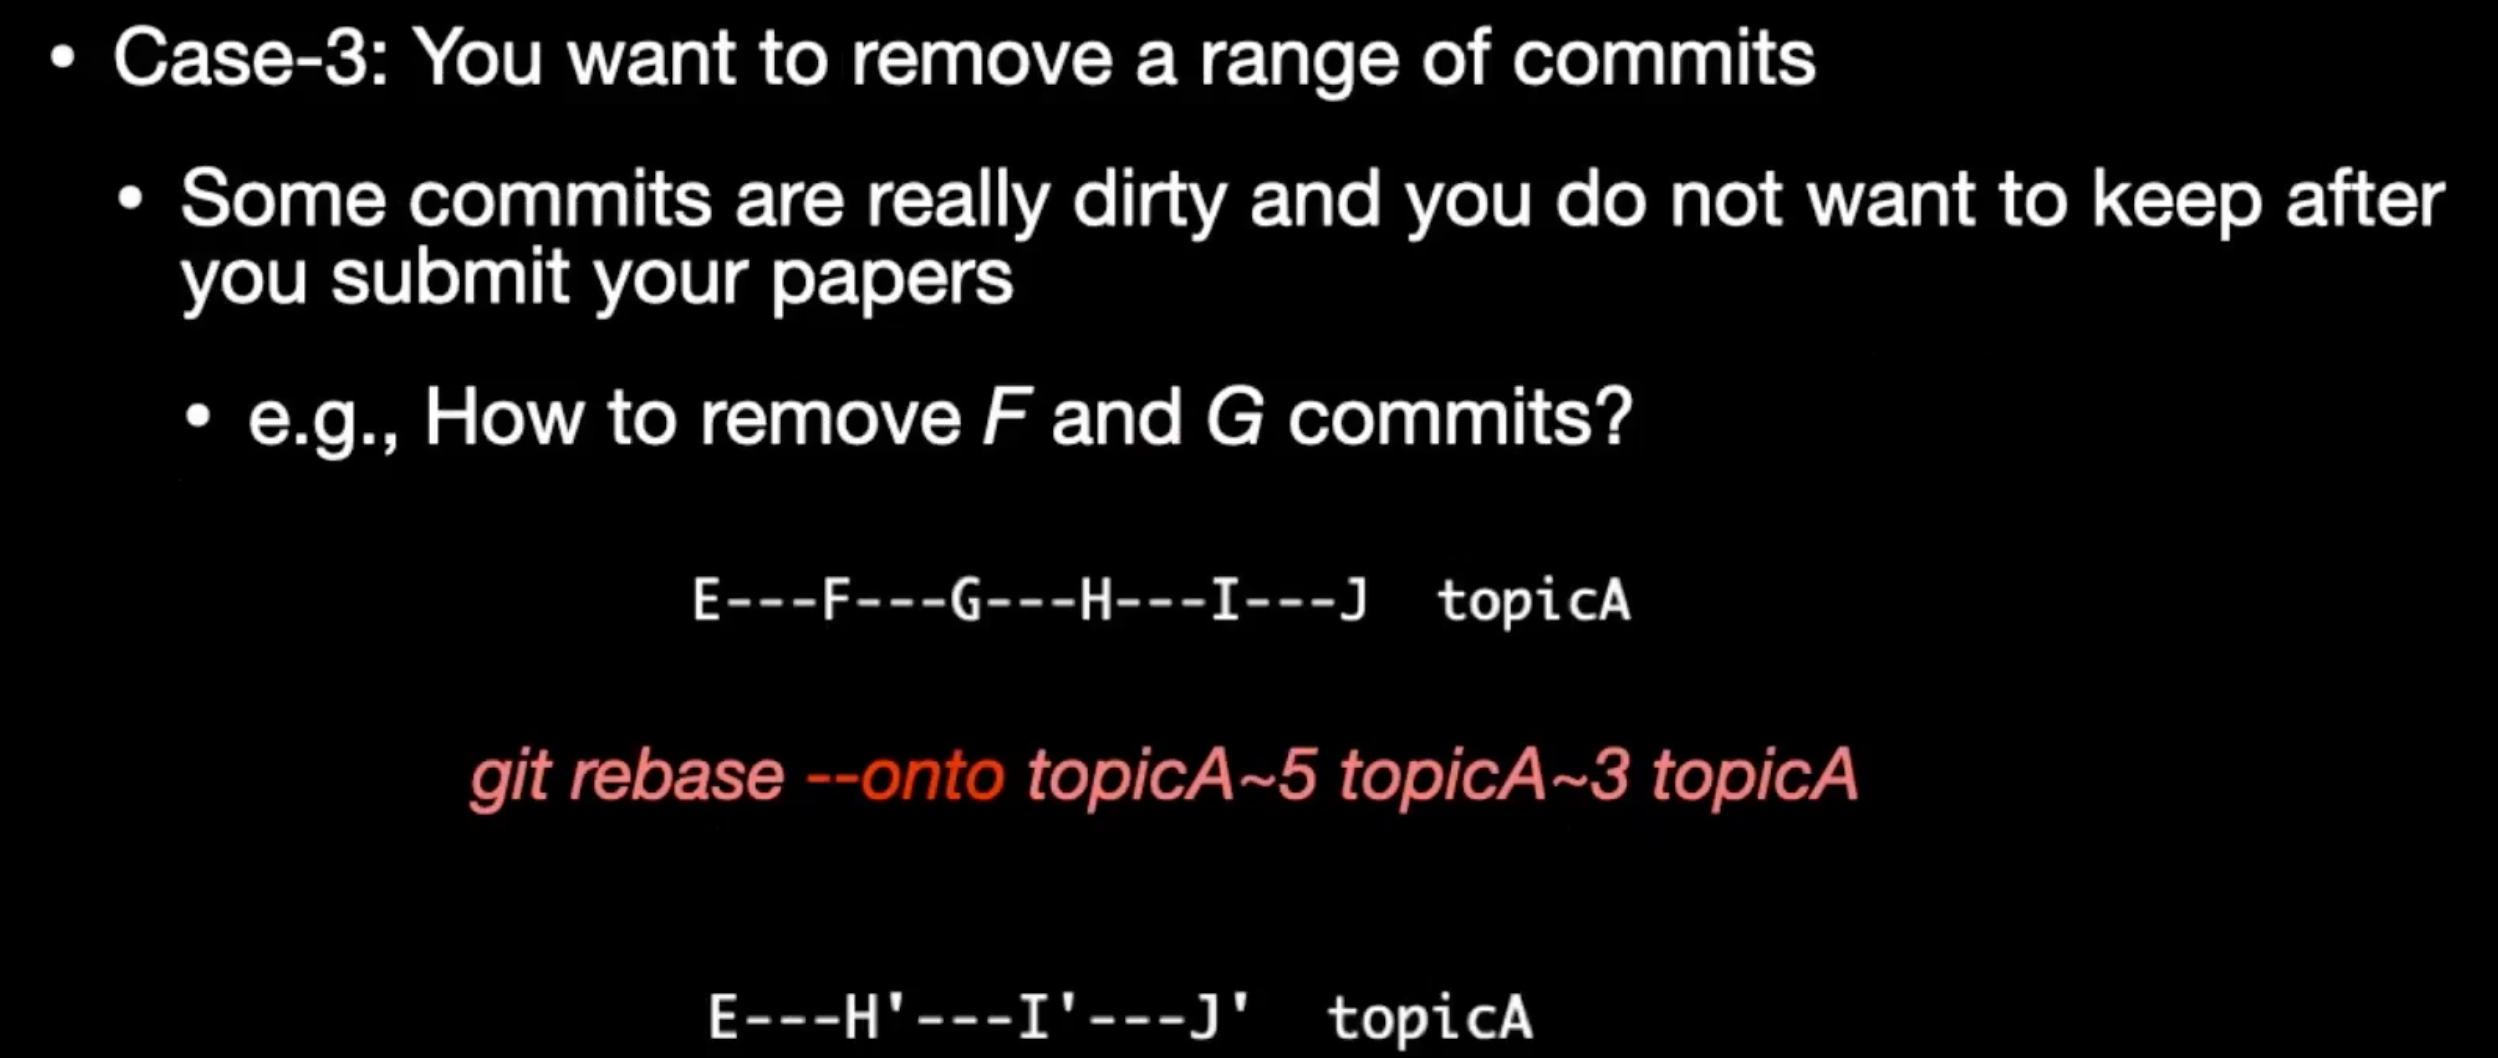 • Case-3: You want to remove a range of commits
• Some commits are really dirty and you do not want to keep after
you submit your papers
• e.g., How to remove F and G commits?
E---F---G---H---I---J topicA
git rebase --onto topicA~5 topicA~3 topicA
E---H'---I'---J' topicA